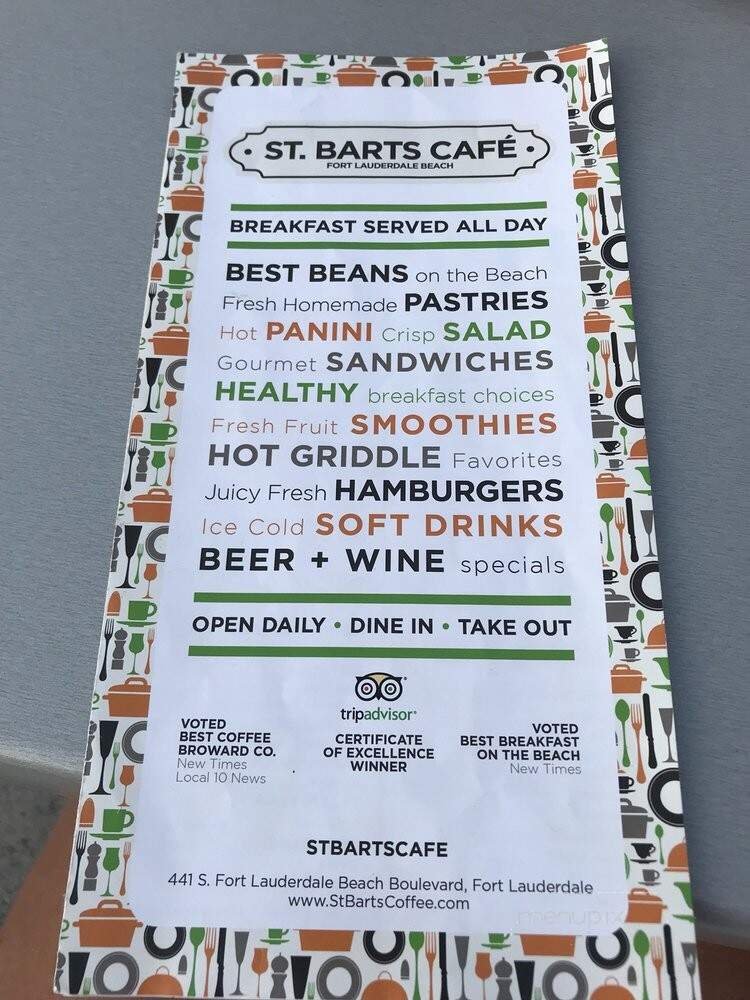 ST. BARTS CAFÉ
FORT LAUDERDALE BEACH
BREAKFAST SERVED ALL DAY
BEST BEANS on the Beach
Fresh Homemade PASTRIES
Hot PANINI Crisp SALAD
Gourmet SANDWICHES
HEALTHY breakfast choices
Fresh Fruit SMOOTHIES
HOT GRIDDLE Favorites
Juicy Fresh HAMBURGERS
Ice Cold SOFT DRINKS
BEER + WINE specials
OPEN DAILY • DINE IN • TAKE OUT
tripadvisor®
VOTED
BEST COFFEE
BROWARD CO.
New Times
Local 10 News
CERTIFICATE
OF EXCELLENCE
WINNER
VOTED
BEST BREAKFAST
ON THE BEACH
New Times
STBARTSCAFE
441 S. Fort Lauderdale Beach Boulevard, Fort Lauderdale
www.StBartsCoffee.com